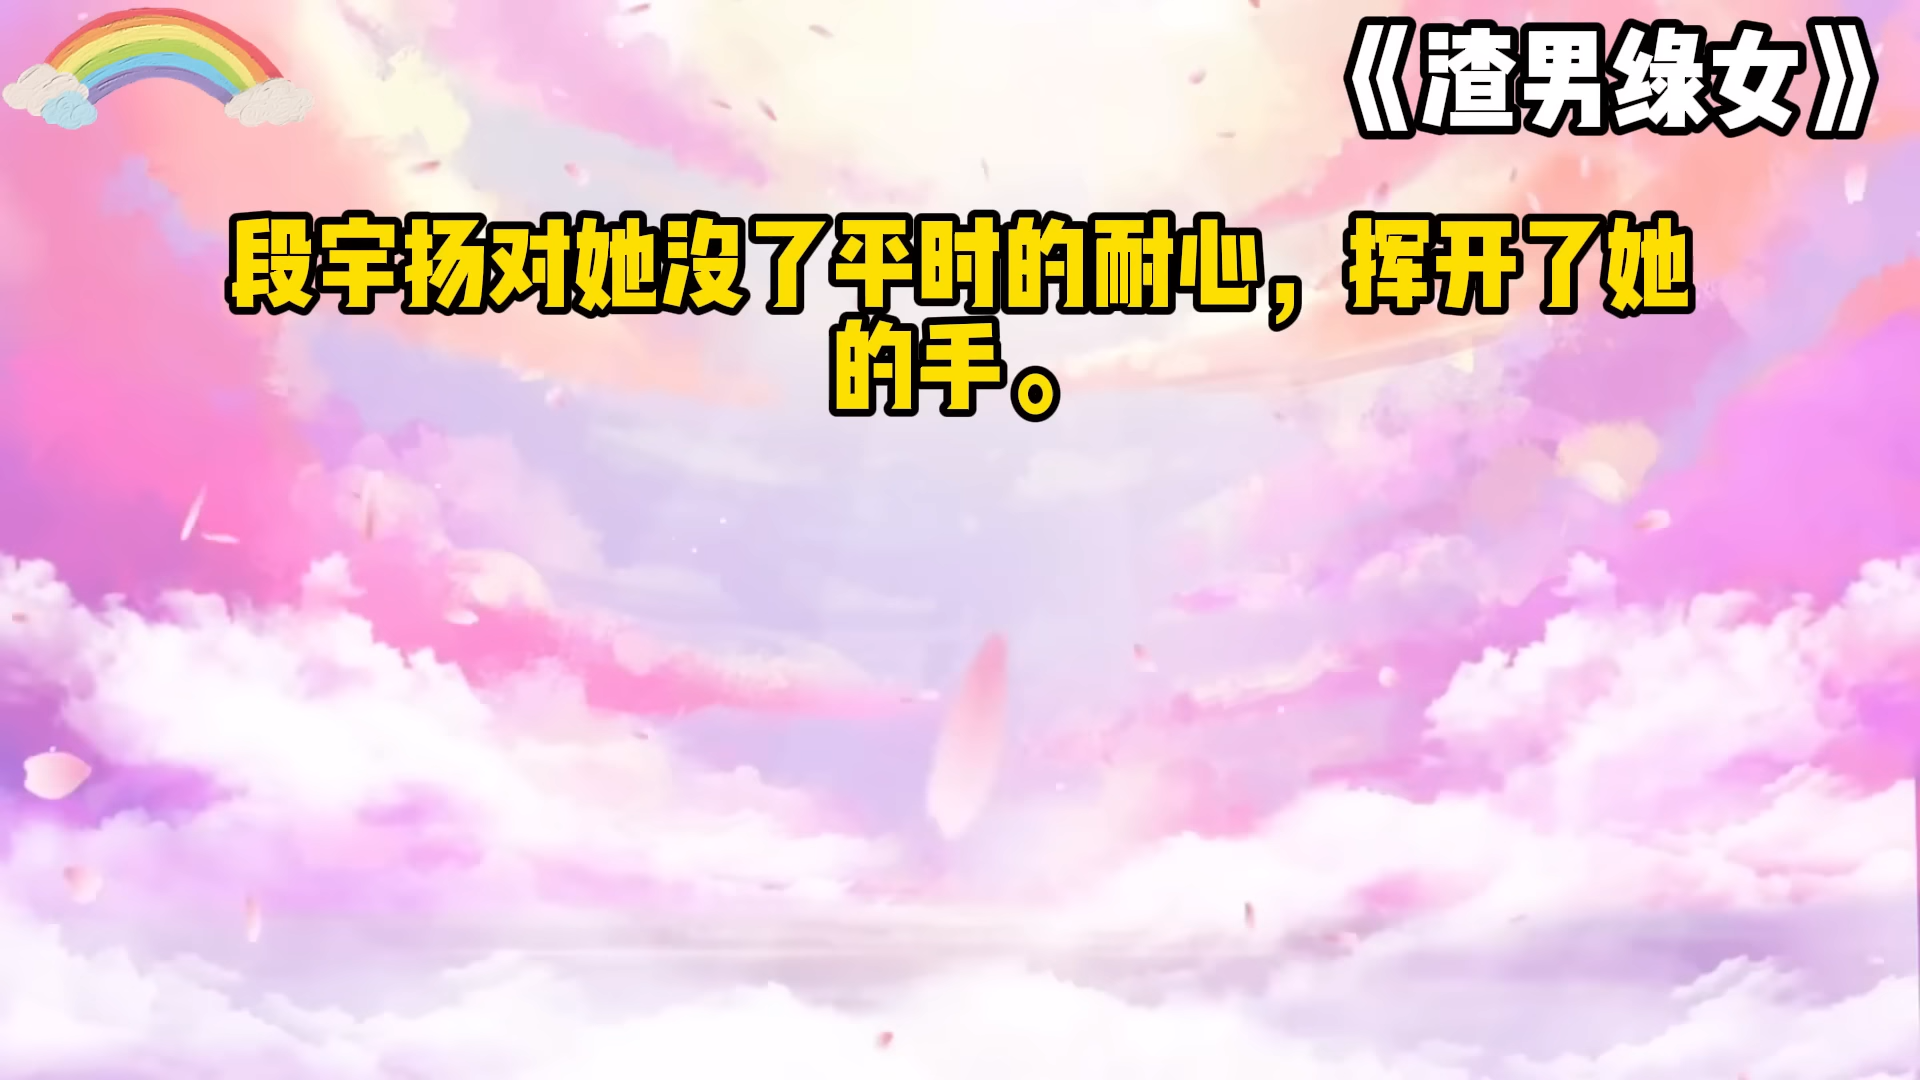 《渣男缘女》
段宇扬对她没了平时的耐心，挥开了她
的手。